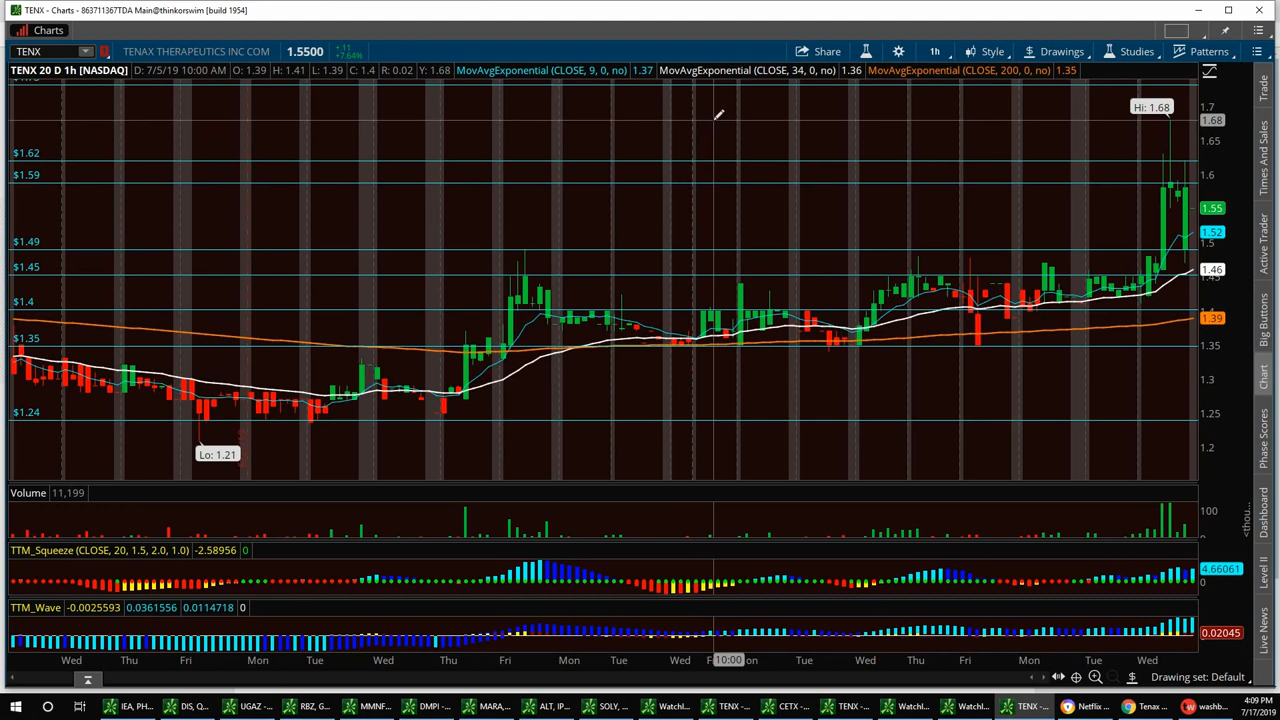 TENX - Charts - 863711367TDA Main@thinkorswim [build 1954]
Charts
TENX
TENAX THERAPEUTICS INC COM 1.5500 +.11 +7.64%
Share 1h Style Drawings Studies Patterns
TENX 20 D 1h [NASDAQ] D: 7/5/19 10:00 AM O: 1.39 H: 1.41 L: 1.39 C: 1.4 R: 0.02 Y: 1.68 MovAvgExponential (CLOSE, 9, 0, no) 1.37 MovAvgExponential (CLOSE, 34, 0, no) 1.36 MovAvgExponential (CLOSE, 200, 0, no) 1.35
Hi: 1.68
1.7
1.68
1.65
$1.62
1.6
$1.59
1.55
1.52
1.5
$1.49
$1.45
1.46
1.45
$1.4
1.39
$1.35
1.35
1.3
$1.24
1.25
Lo: 1.21
1.2
Volume 11,199
100
<thou...
TTM_Squeeze (CLOSE, 20, 1.5, 2.0, 1.0) -2.58956 0
4.66061
0
TTM_Wave -0.0025593 0.0361556 0.0114718 0
0.02045
Wed Thu Fri Mon Tue Wed Thu Fri Mon Tue Wed 10:00 Tue Wed Thu Fri Mon Tue Wed
Drawing set: Default
Trade
Times And Sales
Active Trader
Big Buttons
Chart
Phase Scores
Dashboard
Level II
Live News
IEA, PH... DIS, Q... UGAZ -... RBZ, G... MMNF... DMPI -... MARA,... ALT, IP... SOLV,... Watchl... TENX -... CETX -... TENX -... Watchl... Watchl... TENX -... Netflix ... Tenax ... washb...
4:09 PM
7/17/2019